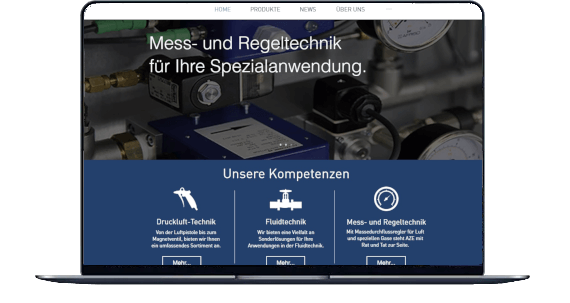 HOME PRODUKTE NEWS ÜBER UNS
Mess- und Regeltechnik
für Ihre Spezialanwendung.
Unsere Kompetenzen
Druckluft-Technik
Von der Luftpistole bis zum
Magnetventil, bieten wir Ihnen
ein umfassendes Sortiment an.
Mehr...
Fluidtechnik
Wir bieten eine Vielfalt an
Sonderlösungen für Ihre
Anwendungen in der Fluidtechnik.
Mehr...
Mess- und Regeltechnik
Mit Massedurchflussregler für Luft
und spezielle Gase steht AZE mit
Rat und Tat zur Seite.
Mehr...